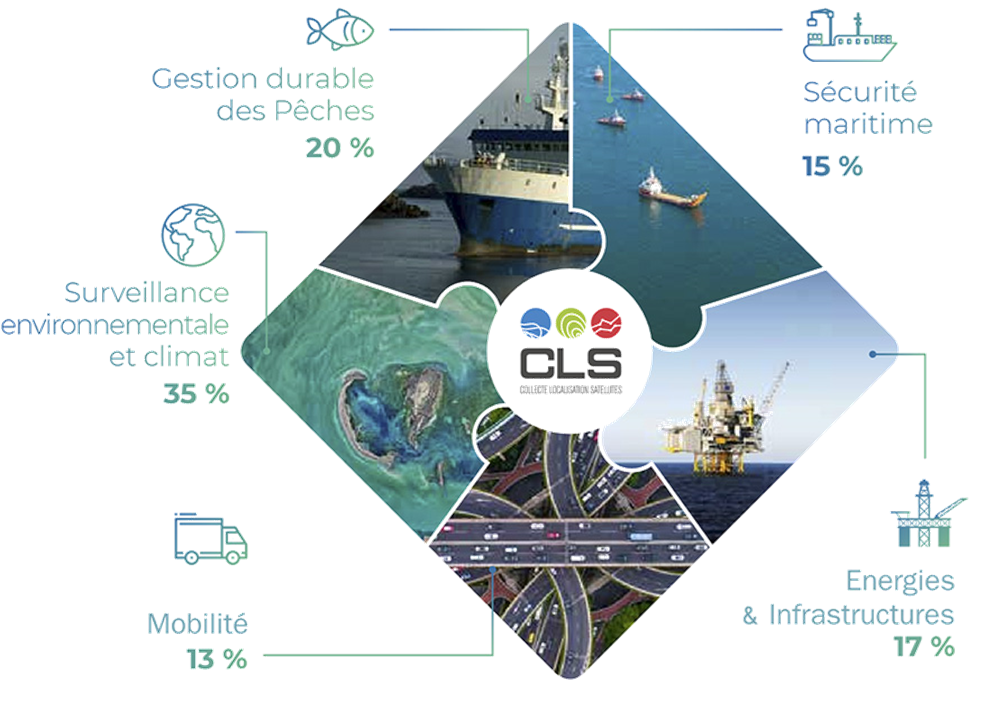 Gestion durable
des Pêches
20 %
Sécurité
maritime
15 %
Surveillance
environnementale
et climat
35 %
CLS
COLLECTE LOCALISATION SATELLITES
Mobilité
13 %
Energies
& Infrastructures
17 %